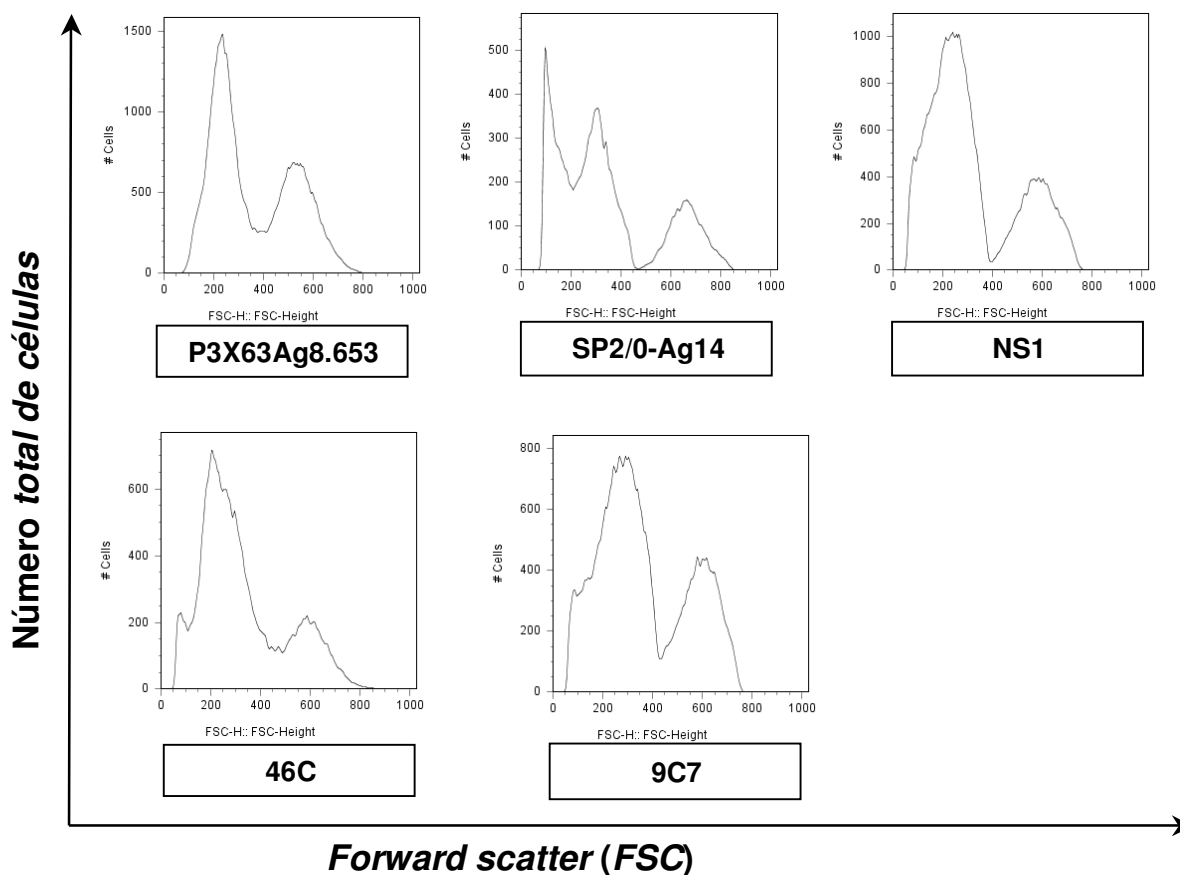 Número total de células
# Cells
1500
1000
500
0
0 200 400 600 800 1000
FSC-H:: FSC-Height
P3X63Ag8.653
# Cells
500
400
300
200
100
0
0 200 400 600 800 1000
FSC-H:: FSC-Height
SP2/0-Ag14
# Cells
1000
800
600
400
200
0
0 200 400 600 800 1000
FSC-H:: FSC-Height
NS1
# Cells
600
400
200
0
0 200 400 600 800 1000
FSC-H:: FSC-Height
46C
# Cells
800
600
400
200
0
0 200 400 600 800 1000
FSC-H:: FSC-Height
9C7
Forward scatter (FSC)